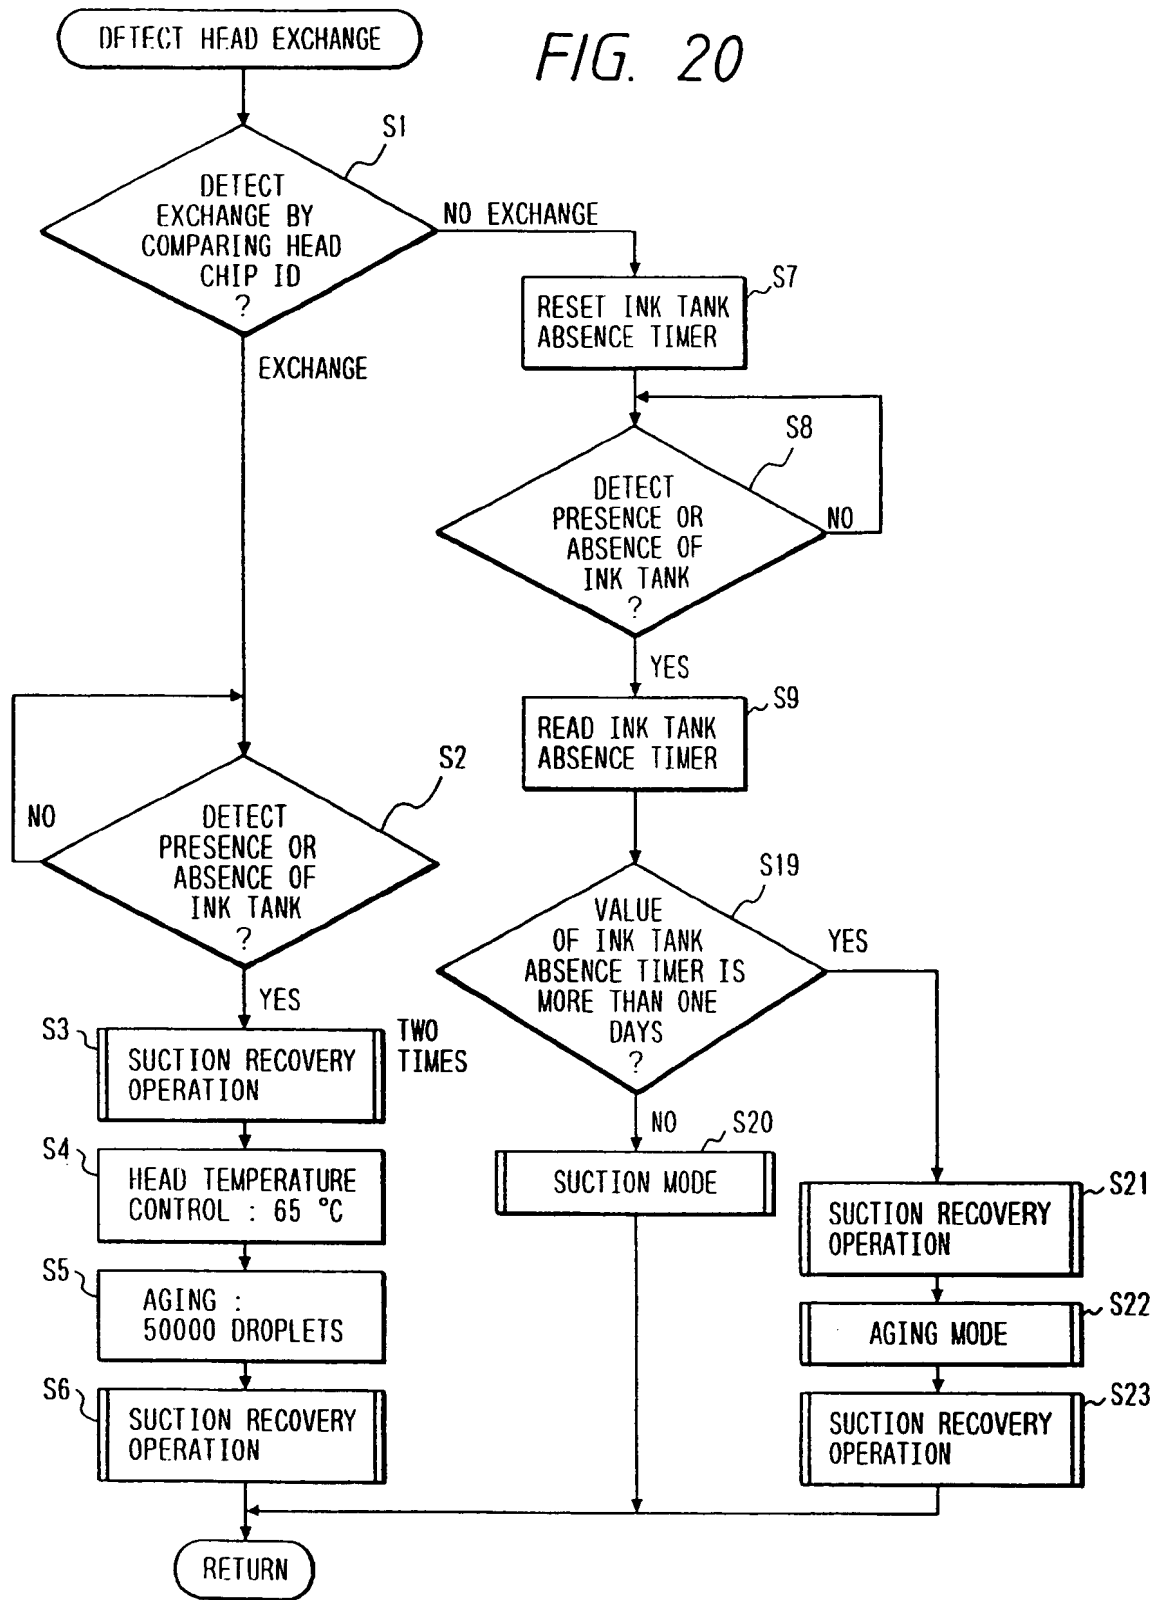 DETECT HEAD EXCHANGE
FIG. 20
S1
DETECT
EXCHANGE BY
COMPARING HEAD
CHIP ID
?
NO EXCHANGE
EXCHANGE
S7
RESET INK TANK
ABSENCE TIMER
S8
DETECT
PRESENCE OR
ABSENCE OF
INK TANK
?
NO
YES
S9
READ INK TANK
ABSENCE TIMER
S2
NO
DETECT
PRESENCE OR
ABSENCE OF
INK TANK
?
YES
S19
VALUE
OF INK TANK
ABSENCE TIMER IS
MORE THAN ONE
DAYS
?
YES
NO
S3
SUCTION RECOVERY
OPERATION
TWO
TIMES
S4
HEAD TEMPERATURE
CONTROL : 65 °C
S5
AGING :
50000 DROPLETS
S6
SUCTION RECOVERY
OPERATION
S20
SUCTION MODE
S21
SUCTION RECOVERY
OPERATION
S22
AGING MODE
S23
SUCTION RECOVERY
OPERATION
RETURN